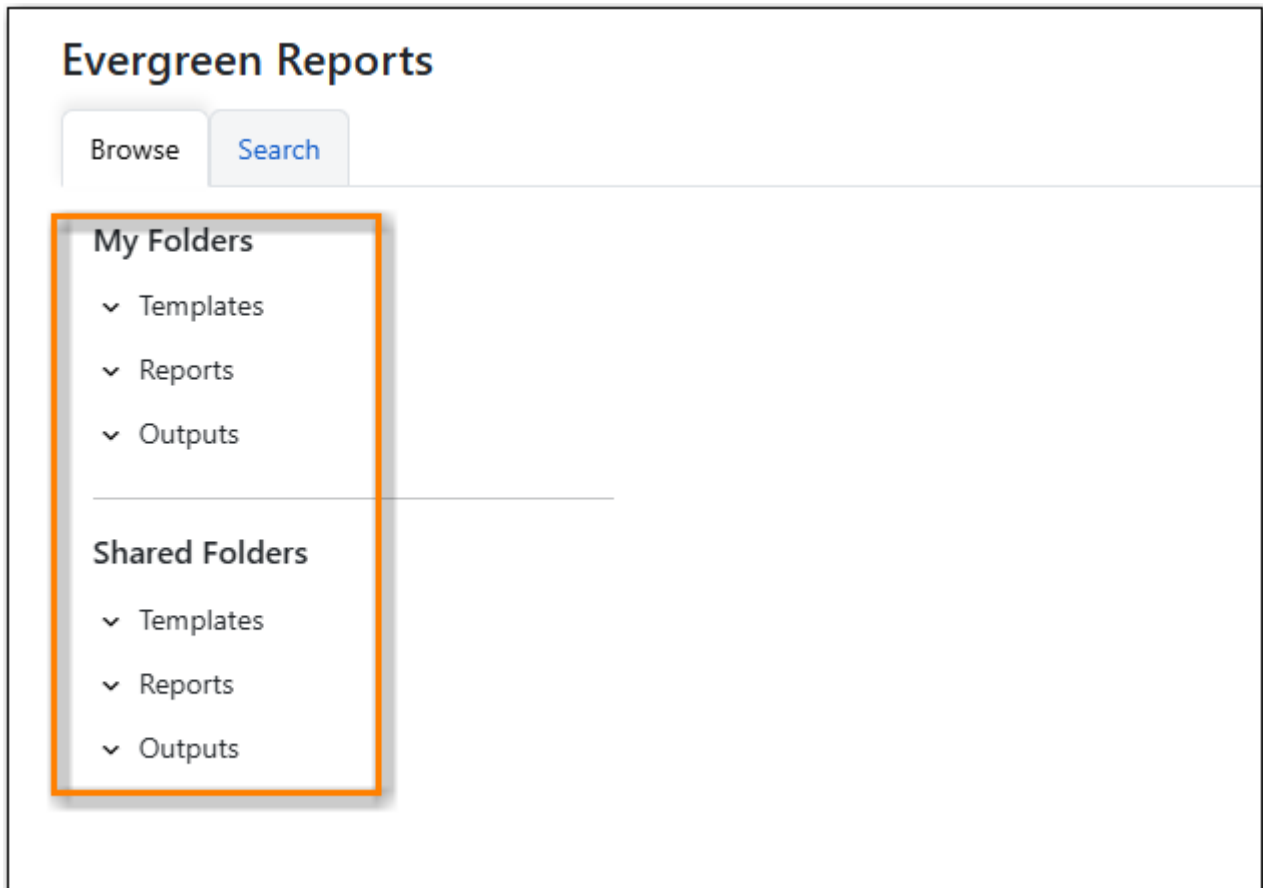 Evergreen Reports
Browse Search
My Folders
Templates
Reports
Outputs
Shared Folders
Templates
Reports
Outputs